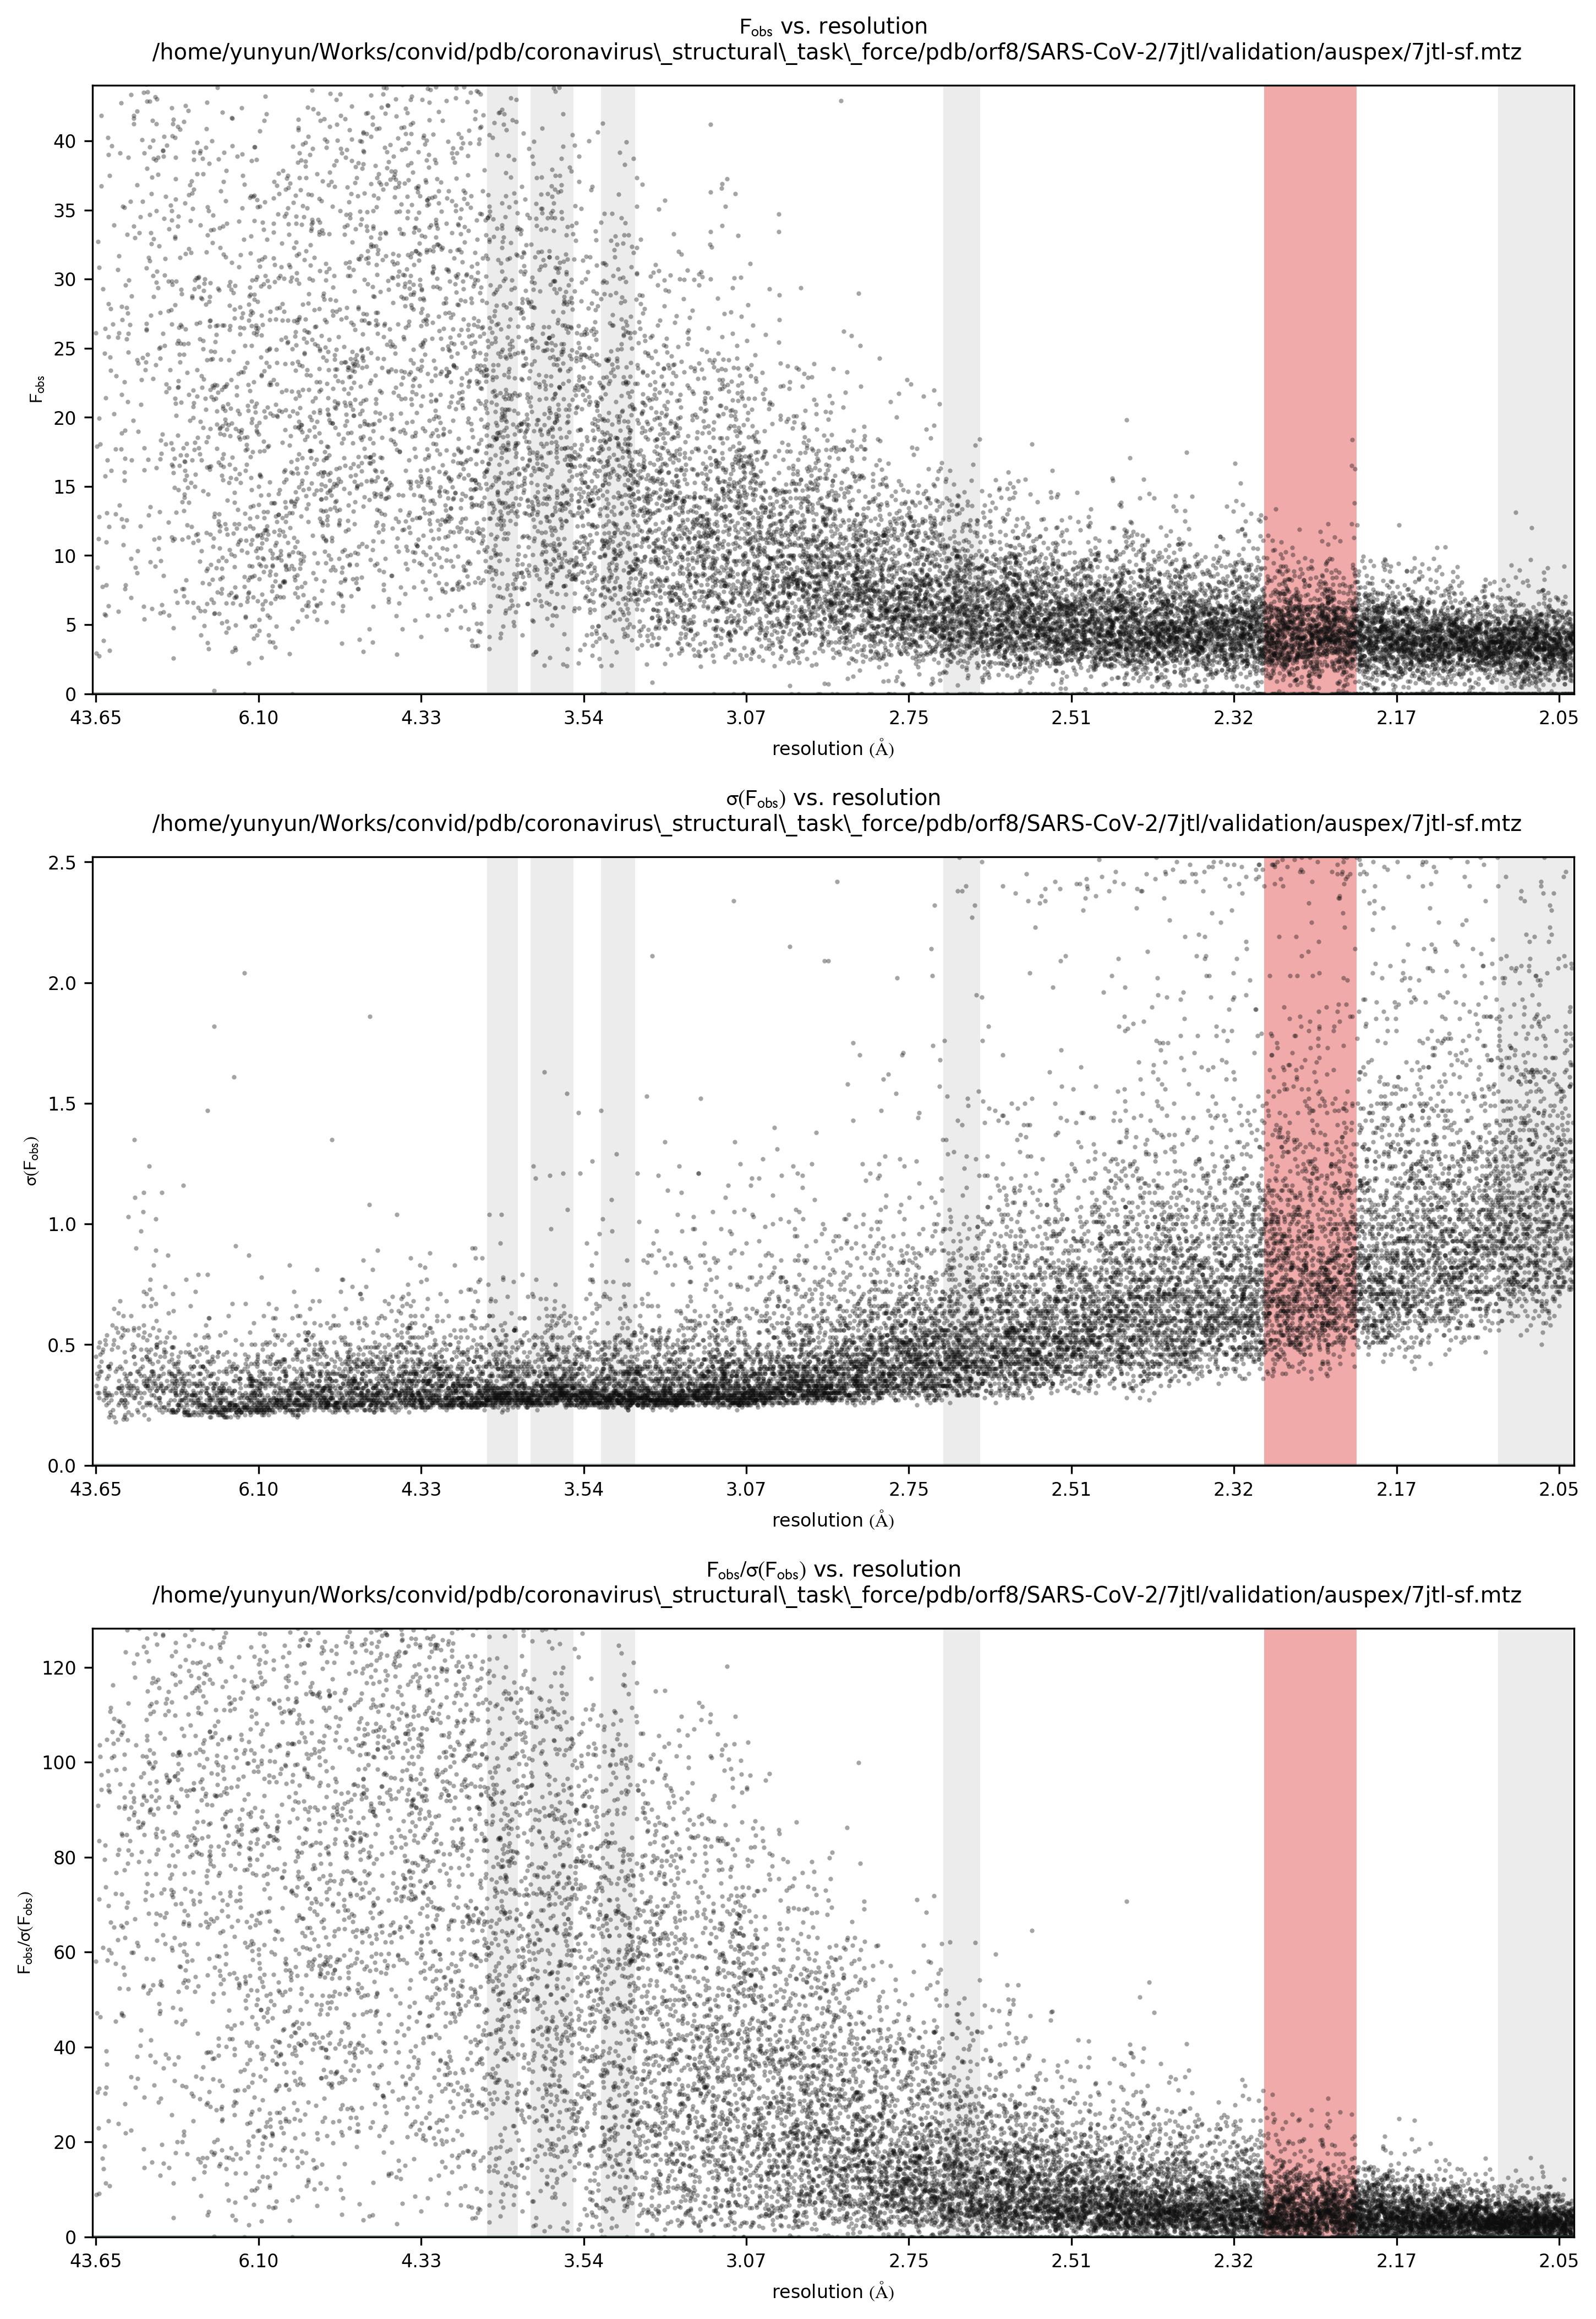 Fobs vs. resolution
/home/yunyun/Works/convid/pdb/coronavirus\_structural\_task\_force/pdb/orf8/SARS-CoV-2/7jtl/validation/auspex/7jtl-sf.mtz
40
35
30
25
20
15
10
5
0
Fobs
43.65 6.10 4.33 3.54 3.07 2.75 2.51 2.32 2.17 2.05
resolution (Å)
σ(Fobs) vs. resolution
/home/yunyun/Works/convid/pdb/coronavirus\_structural\_task\_force/pdb/orf8/SARS-CoV-2/7jtl/validation/auspex/7jtl-sf.mtz
2.5
2.0
1.5
1.0
0.5
0.0
σ(Fobs)
43.65 6.10 4.33 3.54 3.07 2.75 2.51 2.32 2.17 2.05
resolution (Å)
Fobs/σ(Fobs) vs. resolution
/home/yunyun/Works/convid/pdb/coronavirus\_structural\_task\_force/pdb/orf8/SARS-CoV-2/7jtl/validation/auspex/7jtl-sf.mtz
120
100
80
60
40
20
0
Fobs/σ(Fobs)
43.65 6.10 4.33 3.54 3.07 2.75 2.51 2.32 2.17 2.05
resolution (Å)